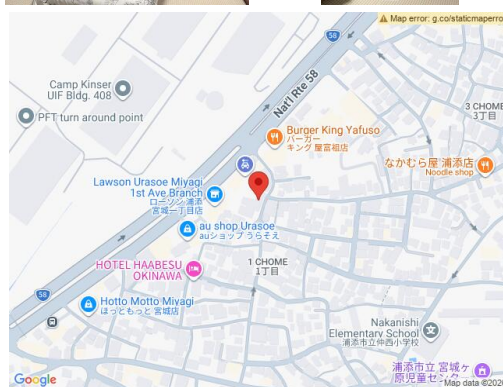 Map error: g.co/staticmaperro
58
Nat'l Rte 58
Camp Kinser
UIF Bldg. 408
PFT turn around point
3 CHOME
3丁目
Burger King Yafuso
バーガー
キング 屋富祖店
なかむら屋 浦添店
Noodle shop
Lawson Urasoe Miyagi
1st Ave.Branch
ローソン 浦添
宮城一丁目店
au shop Urasoe
auショップ うらそえ
1 CHOME
1丁目
HOTEL HAABESU
OKINAWA
58
Hotto Motto Miyagi
ほっともっと 宮城店
Nakanishi
Elementary School
浦添市立仲西小学校
浦添市立 宮城ヶ
原児童センター
Google
Map data ©202